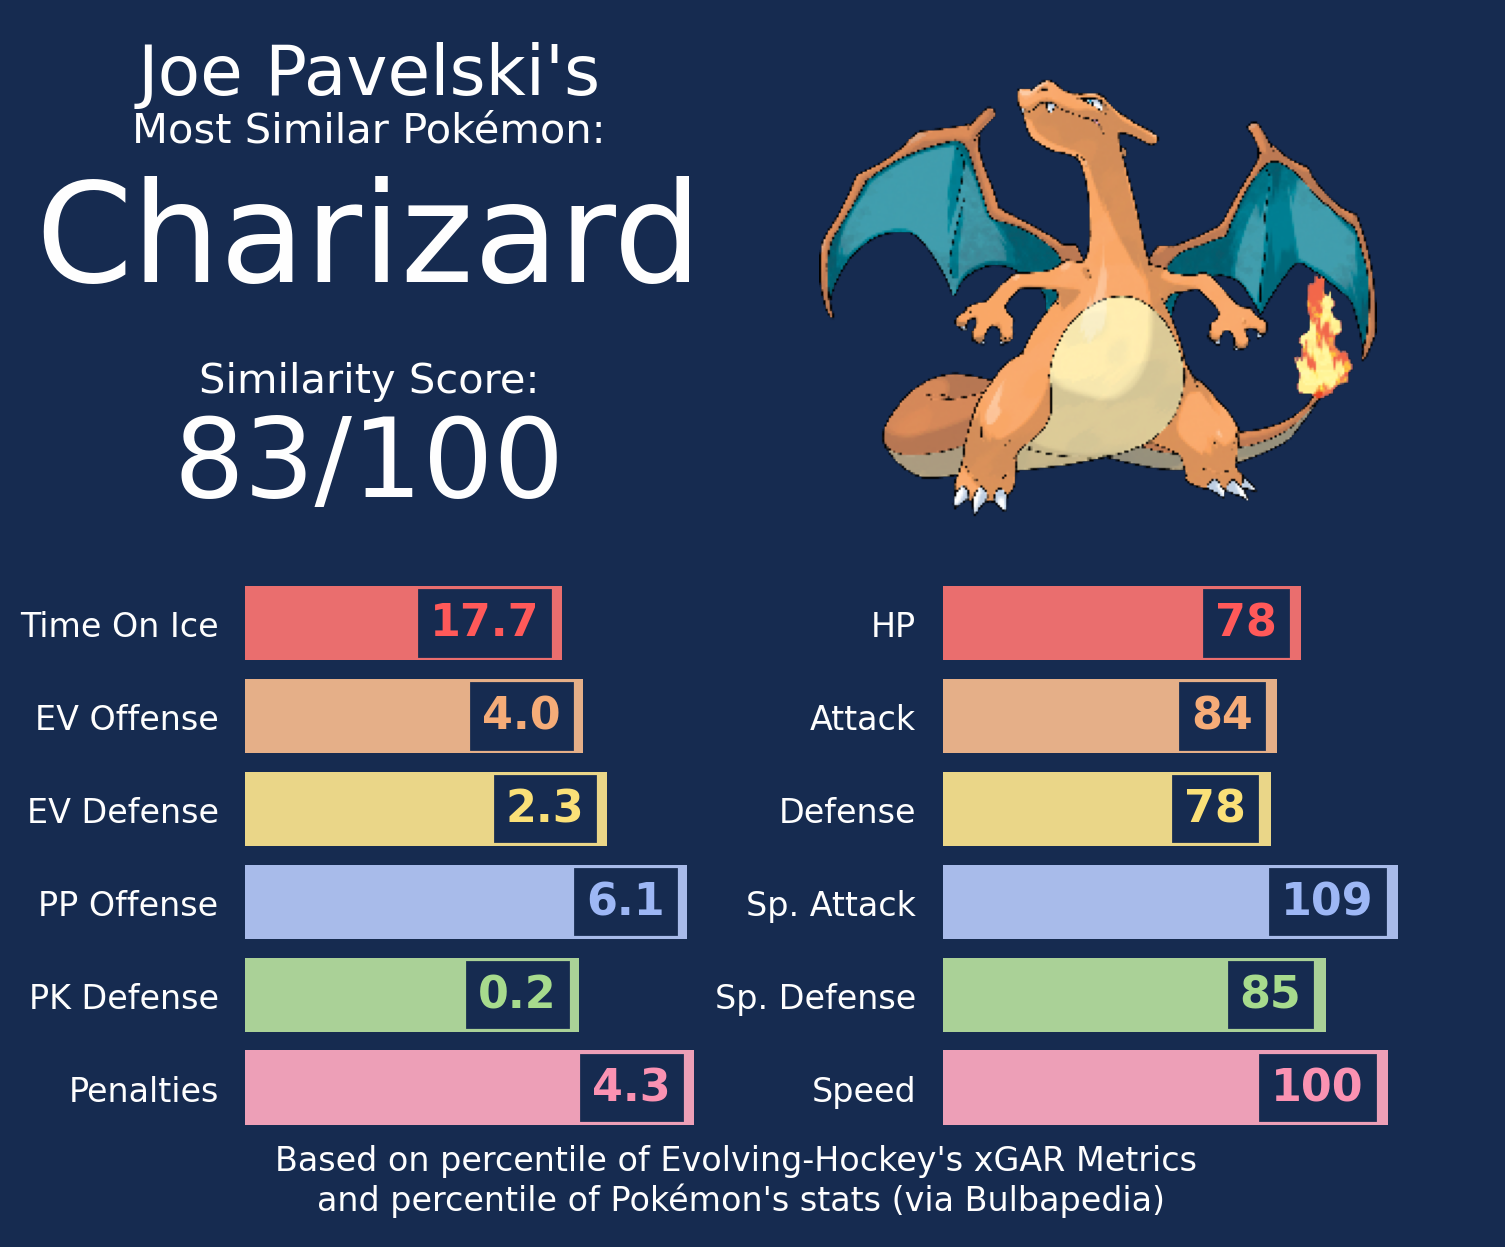 Joe Pavelski's
Most Similar Pokémon:
Charizard
Similarity Score:
83/100
Time On Ice 17.7
EV Offense 4.0
EV Defense 2.3
PP Offense 6.1
PK Defense 0.2
Penalties 4.3
HP 78
Attack 84
Defense 78
Sp. Attack 109
Sp. Defense 85
Speed 100
Based on percentile of Evolving-Hockey's xGAR Metrics
and percentile of Pokémon's stats (via Bulbapedia)